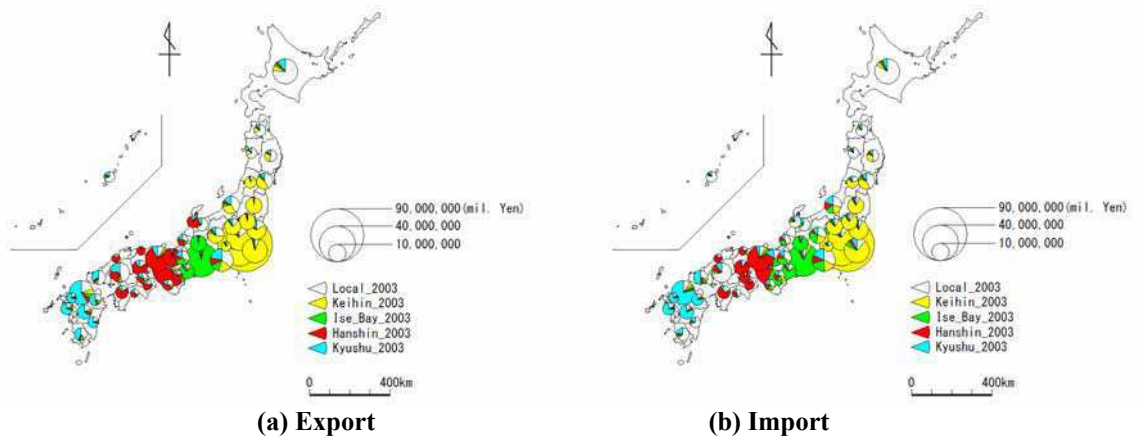 90,000,000(mil. Yen)
40,000,000
10,000,000
Local_2003
Keihin_2003
Ise_Bay_2003
Hanshin_2003
Kyushu_2003
0 400km
(a) Export
90,000,000(mil. Yen)
40,000,000
10,000,000
Local_2003
Keihin_2003
Ise_Bay_2003
Hanshin_2003
Kyushu_2003
0 400km
(b) Import